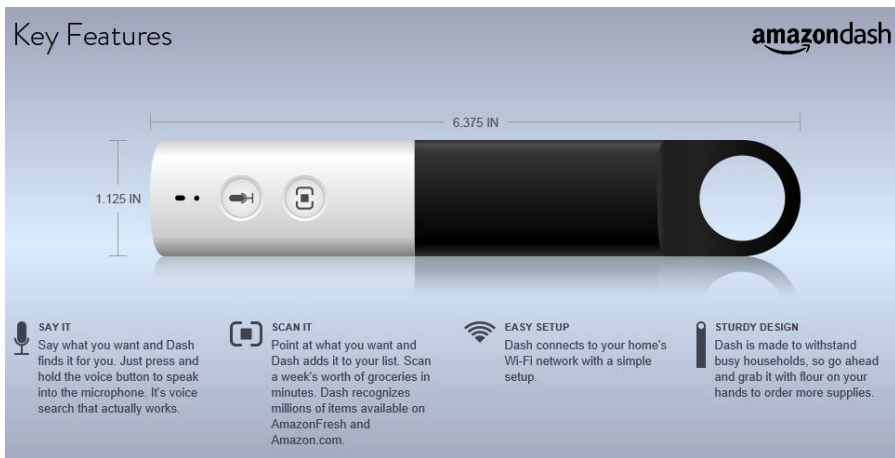 Key Features
amazondash
6.375 IN
1.125 IN
SAY IT
Say what you want and Dash
finds it for you. Just press and
hold the voice button to speak
into the microphone. It's voice
search that actually works.
SCAN IT
Point at what you want and
Dash adds it to your list. Scan
a week's worth of groceries in
minutes. Dash recognizes
millions of items available on
AmazonFresh and
Amazon.com.
EASY SETUP
Dash connects to your home's
Wi-Fi network with a simple
setup.
STURDY DESIGN
Dash is made to withstand
busy households, so go ahead
and grab it with flour on your
hands to order more supplies.